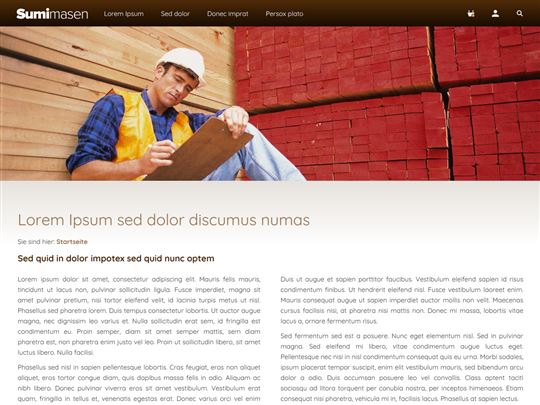 Sumimasen
Lorem Ipsum
Sed dolor
Donec imprat
Persox plato
Lorem Ipsum sed dolor discumus numas
Sie sind hier: Startseite
Sed quid in dolor impotex sed quid nunc optem
Lorem ipsum dolor sit amet, consectetur adipiscing elit. Mauris felis mauris,
tincidunt ut lacus non, pulvinar sollicitudin ligula. Fusce imperdiet, magna sit
amet pulvinar pretium, nisi tortor eleifend velit, id lacinia turpis metus ut nisl.
Phasellus sed pharetra dolor. Duis tempus consectetur lobortis. Ut auctor augue
magna, nec dignissim leo varius et. Nulla sollicitudin erat sem, id fringilla est
condimentum eu. Proin semper, diam sit amet semper mattis, sem diam
pharetra est, non pharetra enim justo vel leo. Proin ut sollicitudin libero, sit amet
luctus libero. Nulla facilisi.
Phasellus sed nisl in sapien pellentesque lobortis. Cras feugiat, eros non aliquet
aliquet, eros tortor congue diam, quis dapibus massa felis in odio. Aliquam ac
nibh libero. Donec tempus est id erat vestibulum. Curabitur sed erat
quam, fringilla in tellus et, venenatis egestas erat. Donec et amet erat
Duis ut augue et sapien porttitor faucibus. Vestibulum eleifend sapien id risus
condimentum finibus. Ut hendrerit eleifend nisl. Fusce laoreet eleifend enim.
Mauris consequat augue ut sapien imperdiet auctor mollis non velit. Maecenas
cursus facilisis nisi, at pharetra nisi mattis non. Donec mi massa, lobortis vitae
lacus a, ornare fermentum risus.
Sed fermentum sed est a posuere. Nunc eget elementum nisl. Sed in pulvinar
magna. et eleifend mi libero, vitae condimentum augue luctus eget.
Pellentesque nec nisi in nisl condimentum consequat quis eu urna. Morbi sodales,
ipsum placerat tempor suscipit, enim elit euismod enim, sed bibendum arcu
dolor a odio. Duis accumsan posuere leo vel convallis. Class aptent taciti
sociosqu ad litora torquent per conubia nostra, per inceptos himenaeos. Donec
consequat nisi pharetra, vehicula mi in, facilisis lacus. Phasellus at sapien lectus.